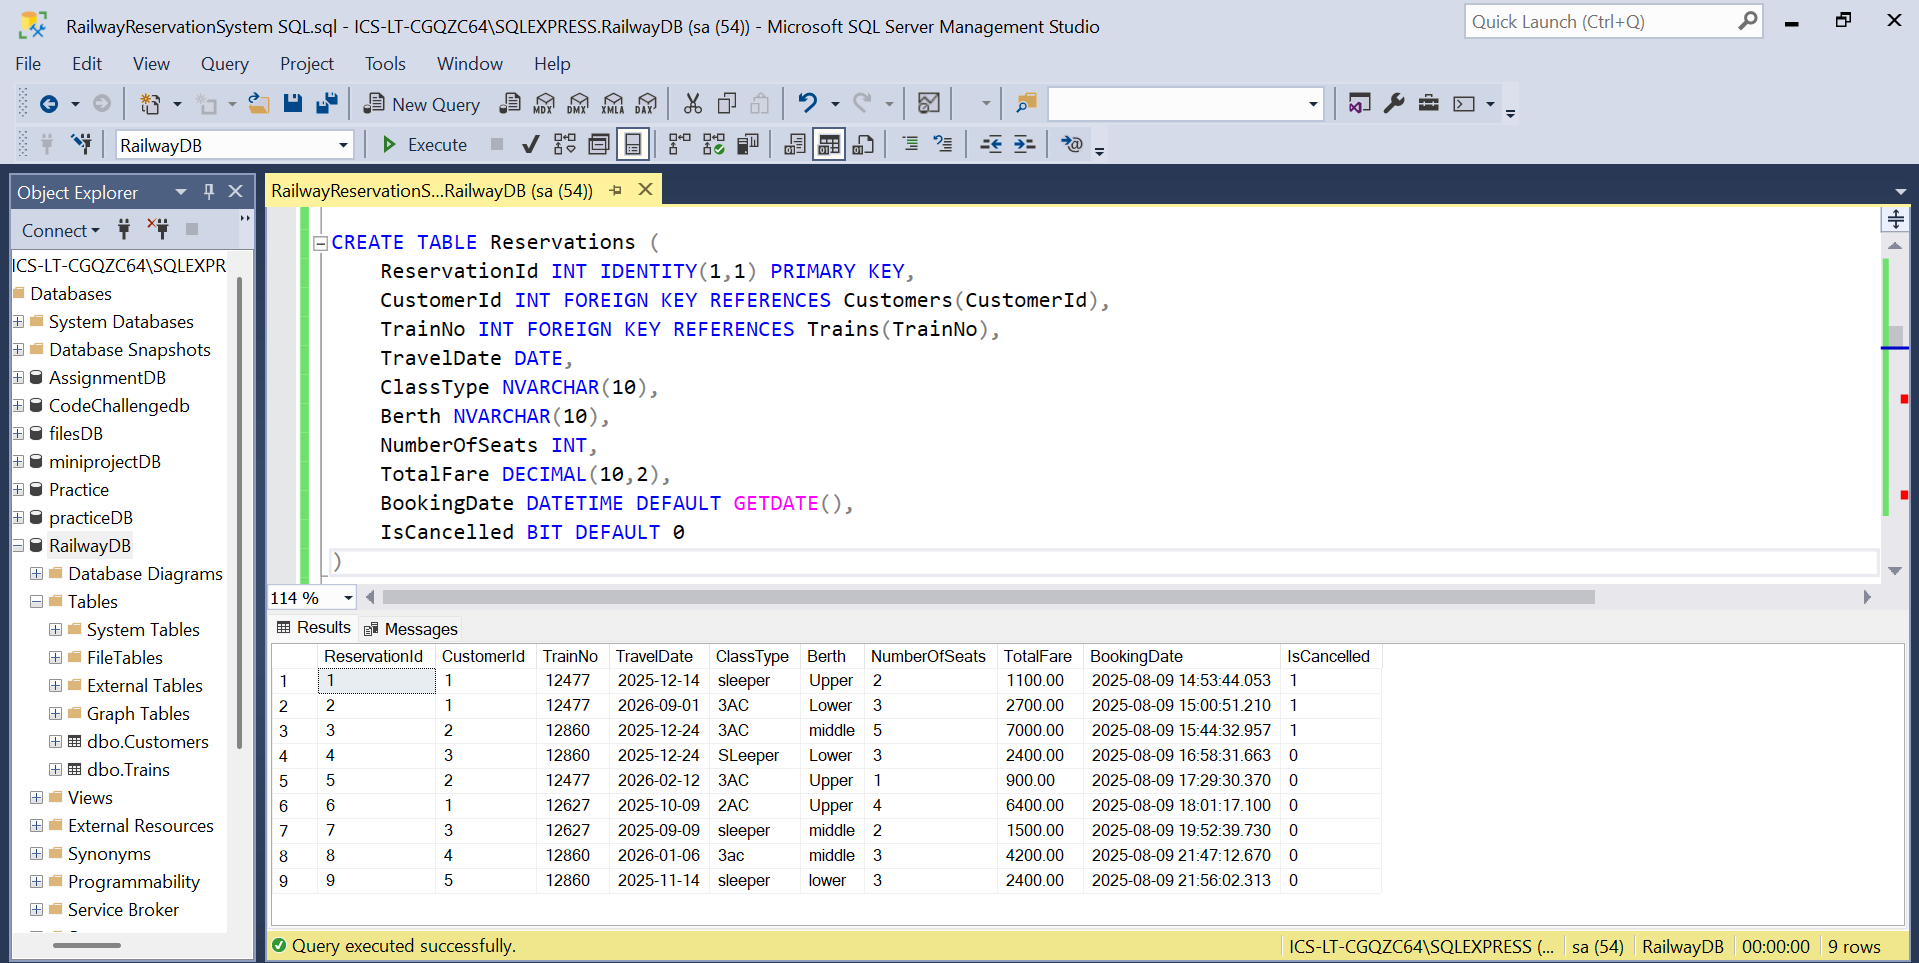 RailwayReservationSystem SQL.sql - ICS-LT-CGQZC64\SQLEXPRESS.RailwayDB (sa (54)) - Microsoft SQL Server Management Studio
Quick Launch (Ctrl+Q)
File Edit View Query Project Tools Window Help
New Query MDX DMX XMLA DAX
RailwayDB Execute
Object Explorer
Connect
ICS-LT-CGQZC64\SQLEXPR
Databases
System Databases
Database Snapshots
AssignmentDB
CodeChallengedb
filesDB
miniprojectDB
Practice
practiceDB
RailwayDB
Database Diagrams
Tables
System Tables
FileTables
External Tables
Graph Tables
dbo.Customers
dbo.Trains
Views
External Resources
Synonyms
Programmability
Service Broker
RailwayReservationS...RailwayDB (sa (54))
CREATE TABLE Reservations (
ReservationId INT IDENTITY(1,1) PRIMARY KEY,
CustomerId INT FOREIGN KEY REFERENCES Customers(CustomerId),
TrainNo INT FOREIGN KEY REFERENCES Trains(TrainNo),
TravelDate DATE,
ClassType NVARCHAR(10),
Berth NVARCHAR(10),
NumberOfSeats INT,
TotalFare DECIMAL(10,2),
BookingDate DATETIME DEFAULT GETDATE(),
IsCancelled BIT DEFAULT 0
)
114 %
Results Messages
ReservationId CustomerId TrainNo TravelDate ClassType Berth NumberOfSeats TotalFare BookingDate IsCancelled
1 1 1 12477 2025-12-14 sleeper Upper 2 1100.00 2025-08-09 14:53:44.053 1
2 2 1 12477 2026-09-01 3AC Lower 3 2700.00 2025-08-09 15:00:51.210 1
3 3 2 12860 2025-12-24 3AC middle 5 7000.00 2025-08-09 15:44:32.957 1
4 4 3 12860 2025-12-24 SLeeper Lower 3 2400.00 2025-08-09 16:58:31.663 0
5 5 2 12477 2026-02-12 3AC Upper 1 900.00 2025-08-09 17:29:30.370 0
6 6 1 12627 2025-10-09 2AC Upper 4 6400.00 2025-08-09 18:01:17.100 0
7 7 3 12627 2025-09-09 sleeper middle 2 1500.00 2025-08-09 19:52:39.730 0
8 8 4 12860 2026-01-06 3ac middle 3 4200.00 2025-08-09 21:47:12.670 0
9 9 5 12860 2025-11-14 sleeper lower 3 2400.00 2025-08-09 21:56:02.313 0
Query executed successfully.
ICS-LT-CGQZC64\SQLEXPRESS (... sa (54) RailwayDB 00:00:00 9 rows